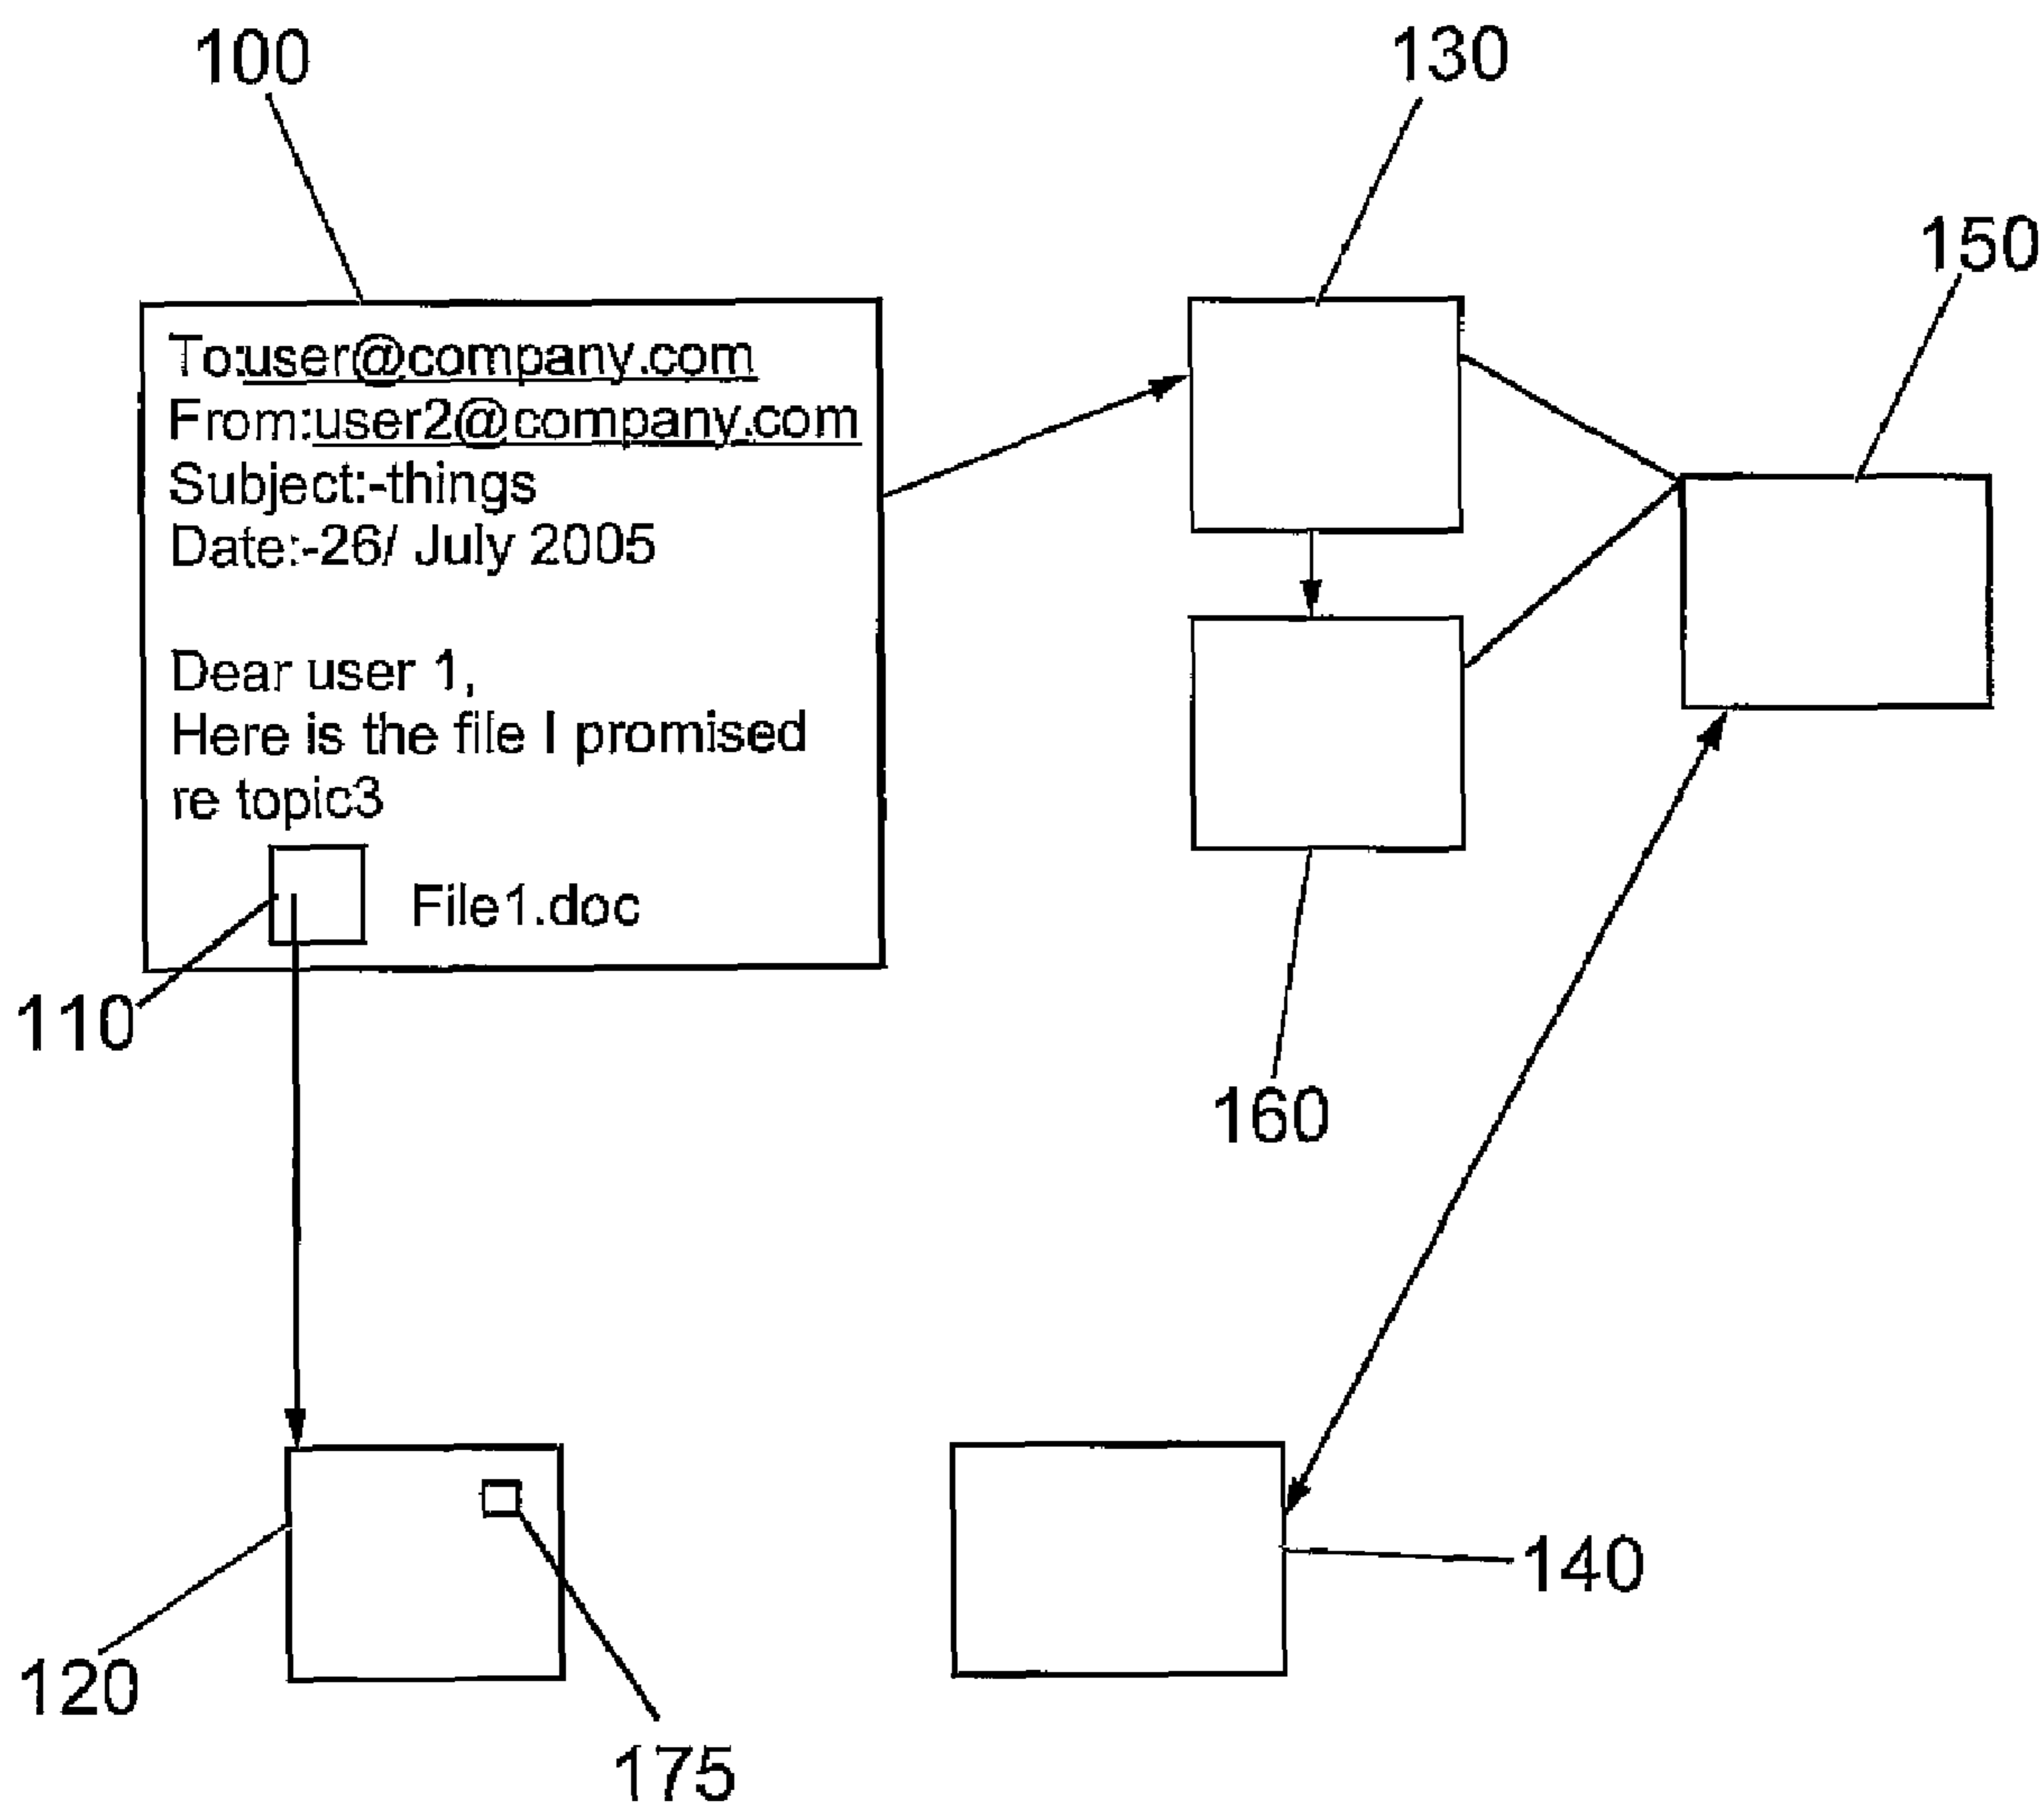 100
130
150
To:user@company.com
From:user2@company.com
Subject:-things
Date:-26/ July 2005
Dear user 1,
Here is the file I promised
re topic3
File1.doc
110
160
140
120
175